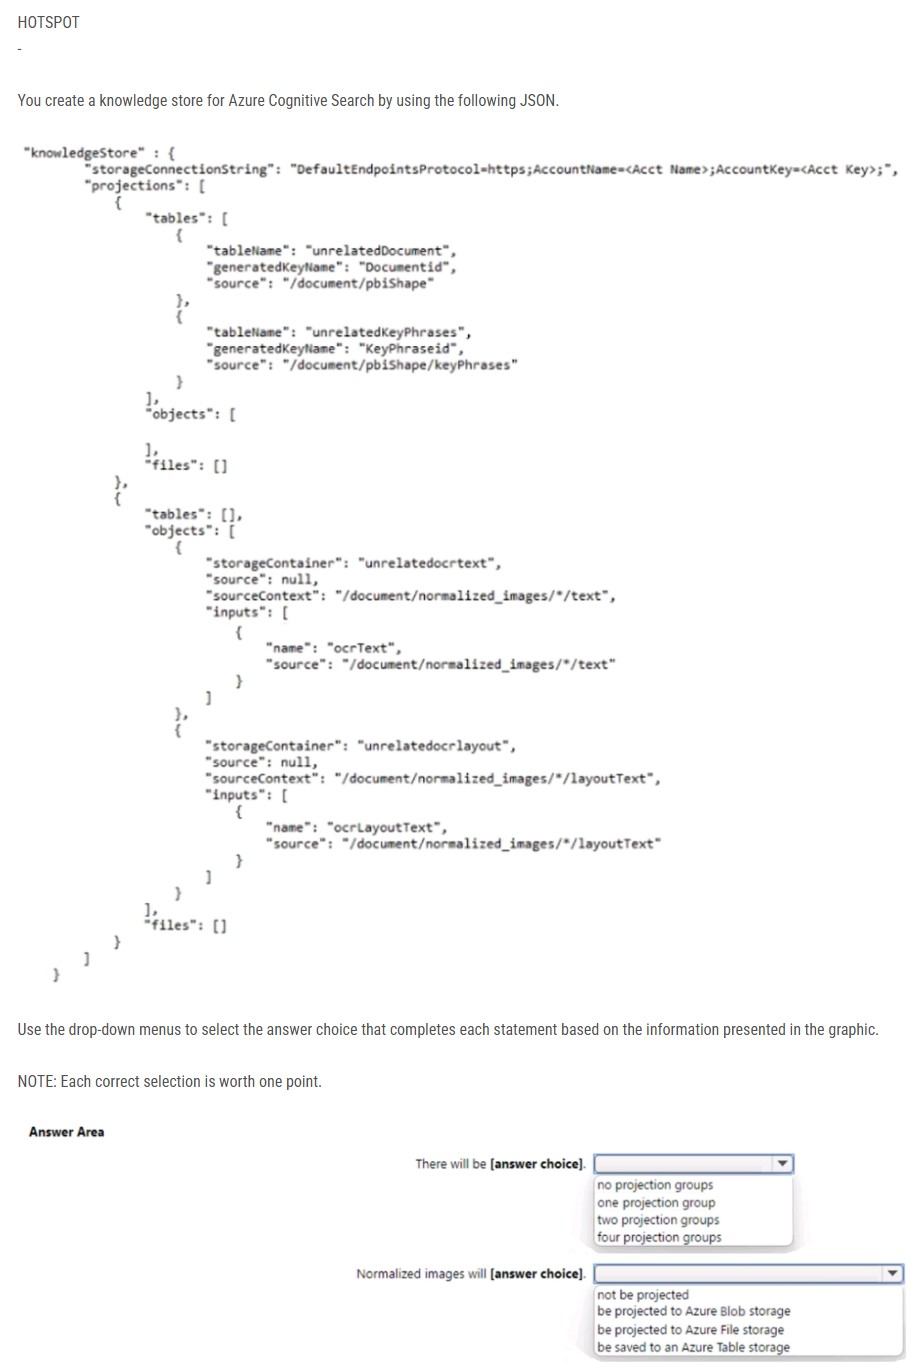 HOTSPOT
-
You create a knowledge store for Azure Cognitive Search by using the following JSON.
"knowledgeStore" : {
"storageConnectionString": "DefaultEndpointsProtocol=https;AccountName=<Acct Name>;AccountKey=<Acct Key>;",
"projections": [
{
"tables": [
{
"tableName": "unrelatedDocument",
"generatedKeyName": "Documentid",
"source": "/document/pbiShape"
},
{
"tableName": "unrelatedKeyPhrases",
"generatedKeyName": "KeyPhraseid",
"source": "/document/pbiShape/keyPhrases"
}
],
"objects": [
],
"files": []
},
{
"tables": [],
"objects": [
{
"storageContainer": "unrelatedocrtext",
"source": null,
"sourceContext": "/document/normalized_images/*/text",
"inputs": [
{
"name": "ocrText",
"source": "/document/normalized_images/*/text"
}
]
},
{
"storageContainer": "unrelatedocrlayout",
"source": null,
"sourceContext": "/document/normalized_images/*/layoutText",
"inputs": [
{
"name": "ocrLayoutText",
"source": "/document/normalized_images/*/layoutText"
}
]
}
],
"files": []
}
]
}
Use the drop-down menus to select the answer choice that completes each statement based on the information presented in the graphic.
NOTE: Each correct selection is worth one point.
Answer Area
There will be [answer choice].
no projection groups
one projection group
two projection groups
four projection groups
Normalized images will [answer choice].
not be projected
be projected to Azure Blob storage
be projected to Azure File storage
be saved to an Azure Table storage